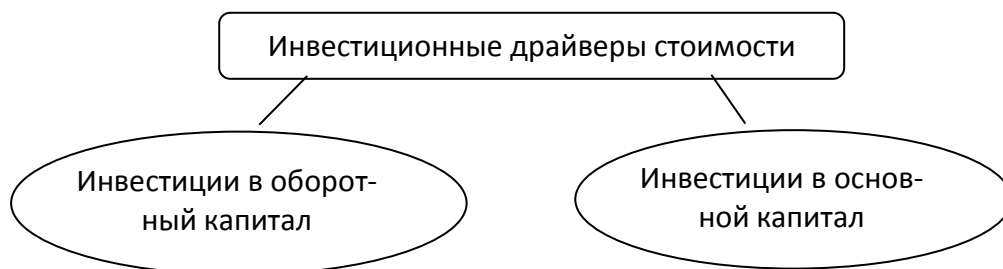 Инвестиционные драйверы стоимости
Инвестиции в оборот-
ный капитал
Инвестиции в основ-
ной капитал